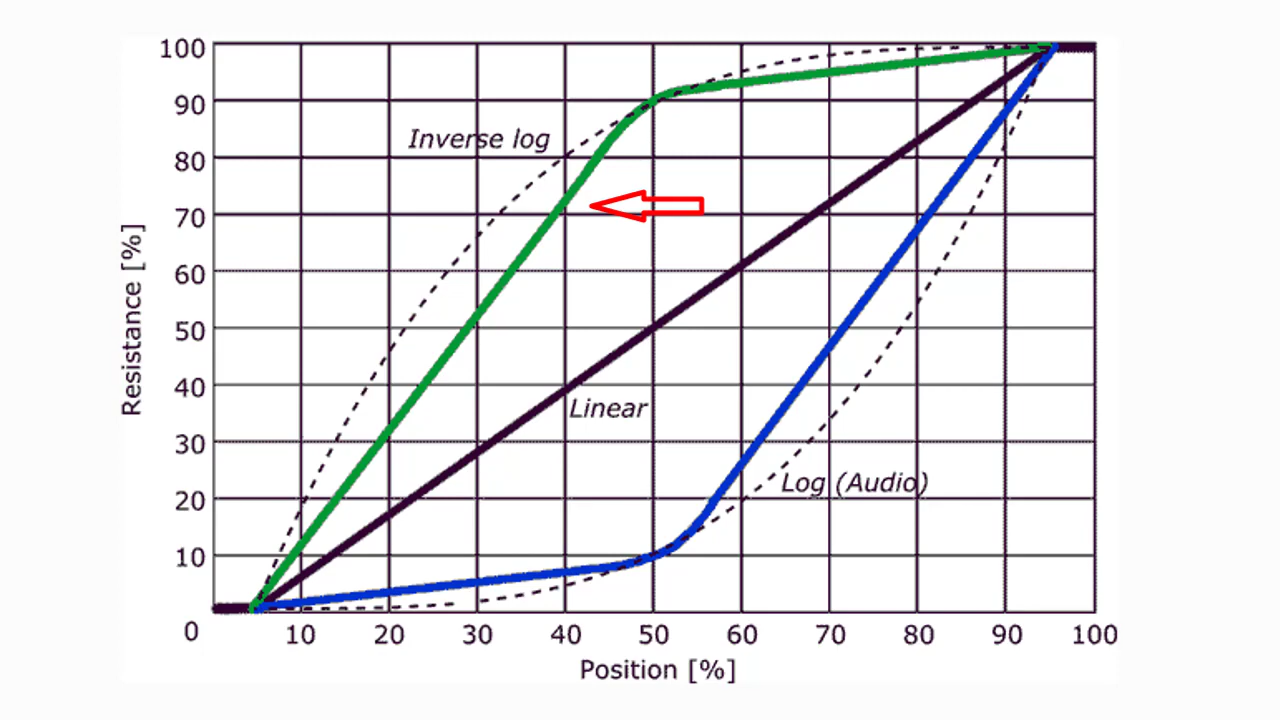 100
90
Inverse log
80
70
60
50
40
Linear
30
Log (Audio)
20
10
0 10 20 30 40 50 60 70 80 90 100
Position [%]
Resistance [%]